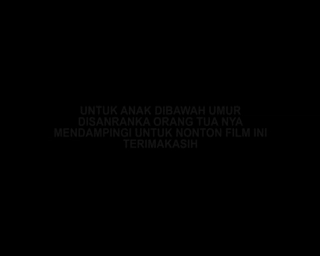 UNTUK ANAK DIBAWAH UMUR
DISANRANKA ORANG TUA NYA
MENDAMPINGI UNTUK NONTON FILM INI
TERIMAKASIH